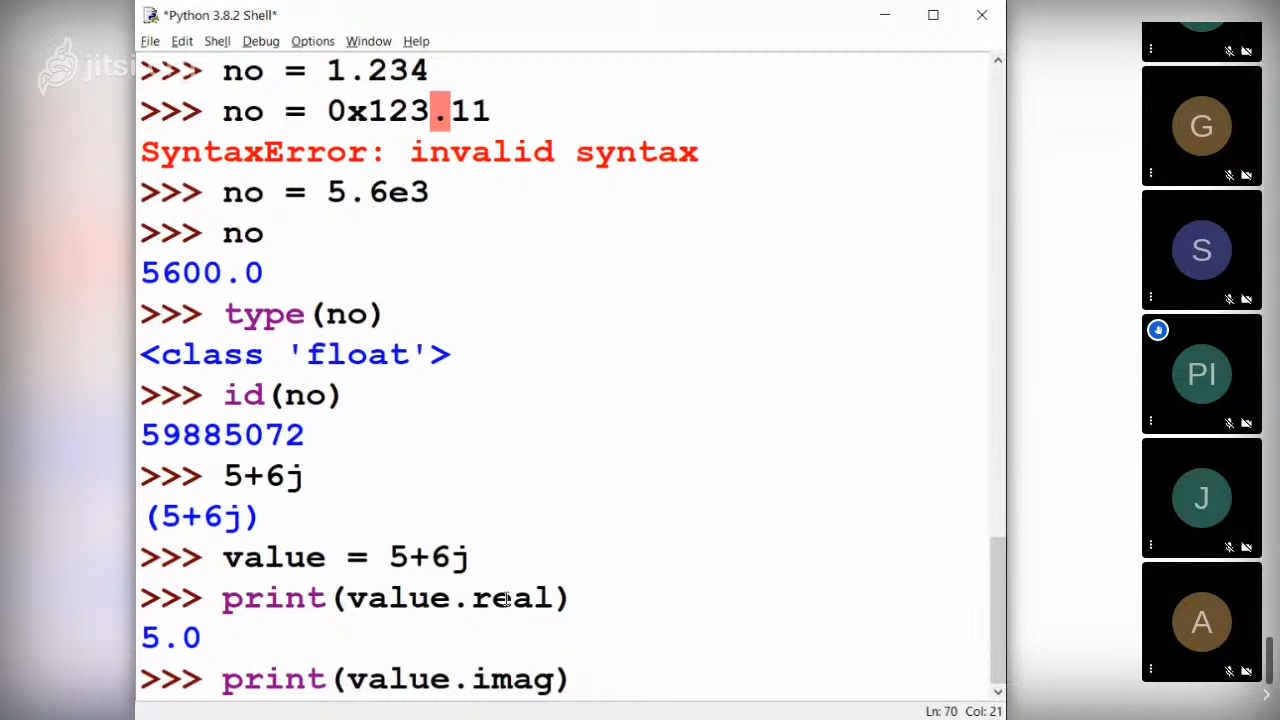 *Python 3.8.2 Shell*
File Edit Shell Debug Options Window Help
>>> no = 1.234
>>> no = 0x123.11
SyntaxError: invalid syntax
>>> no = 5.6e3
>>> no
5600.0
>>> type(no)
<class 'float'>
>>> id(no)
59885072
>>> 5+6j
(5+6j)
>>> value = 5+6j
>>> print(value.real)
5.0
>>> print(value.imag)
Ln: 70 Col: 21
G
S
PI
J
A